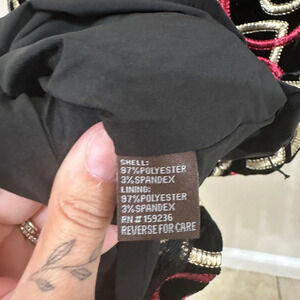 SHELL:
97%POLYESTER
3%SPANDEX
LINING:
97%POLYESTER
3%SPANDEX
RN# 159236
REVERSE FOR CARE